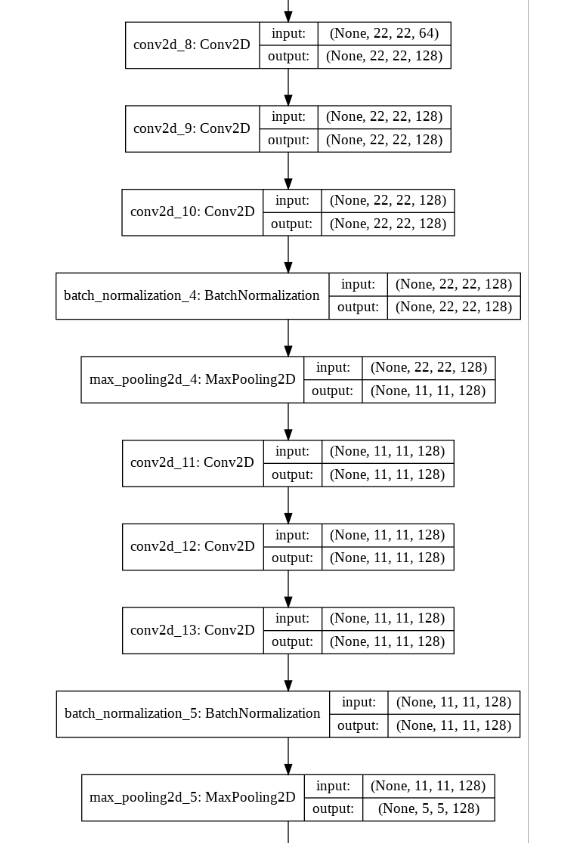 conv2d_8: Conv2D input: (None, 22, 22, 64)
output: (None, 22, 22, 128)
conv2d_9: Conv2D input: (None, 22, 22, 128)
output: (None, 22, 22, 128)
conv2d_10: Conv2D input: (None, 22, 22, 128)
output: (None, 22, 22, 128)
batch_normalization_4: BatchNormalization input: (None, 22, 22, 128)
output: (None, 22, 22, 128)
max_pooling2d_4: MaxPooling2D input: (None, 22, 22, 128)
output: (None, 11, 11, 128)
conv2d_11: Conv2D input: (None, 11, 11, 128)
output: (None, 11, 11, 128)
conv2d_12: Conv2D input: (None, 11, 11, 128)
output: (None, 11, 11, 128)
conv2d_13: Conv2D input: (None, 11, 11, 128)
output: (None, 11, 11, 128)
batch_normalization_5: BatchNormalization input: (None, 11, 11, 128)
output: (None, 11, 11, 128)
max_pooling2d_5: MaxPooling2D input: (None, 11, 11, 128)
output: (None, 5, 5, 128)